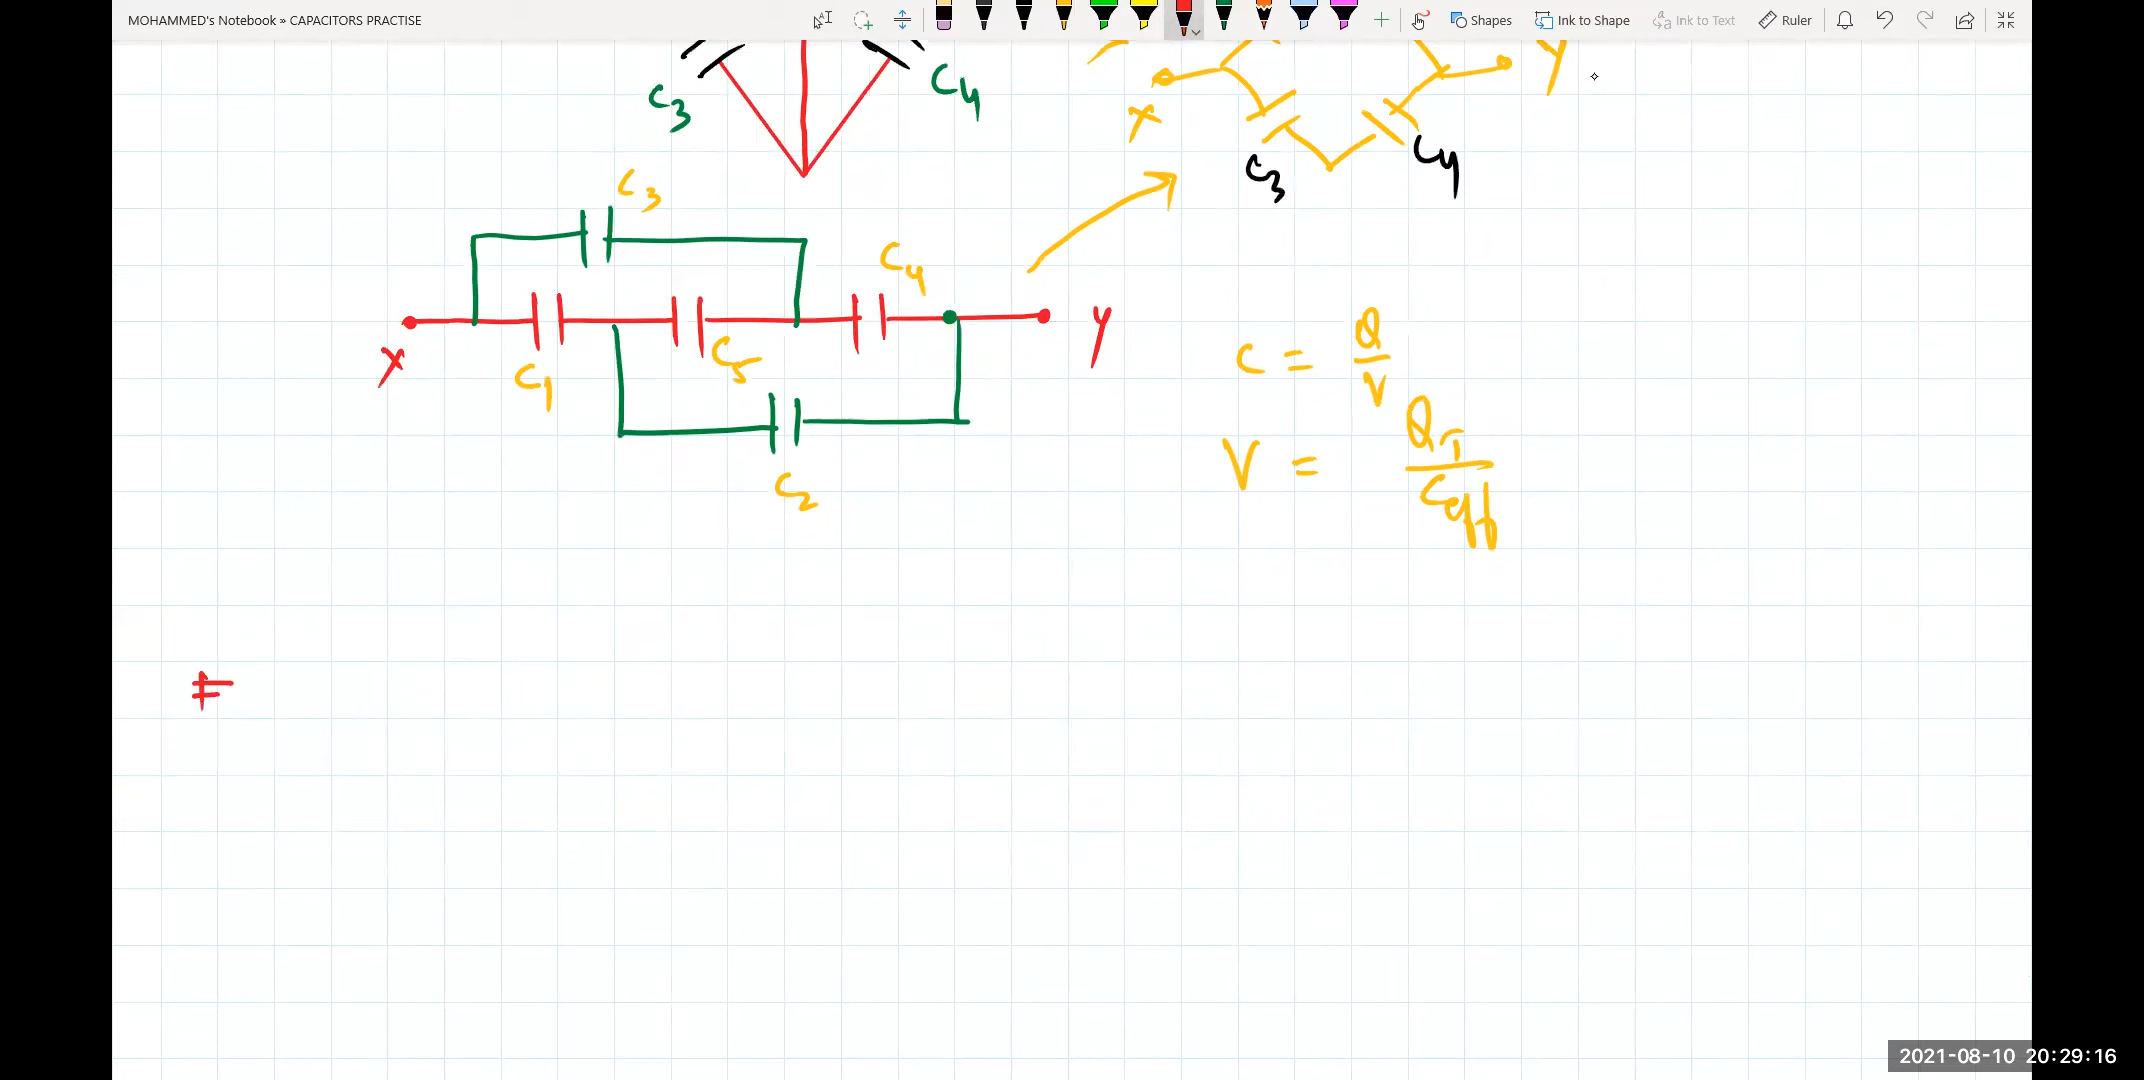 MOHAMMED's Notebook » CAPACITORS PRACTISE
Shapes
Ink to Shape
Ink to Text
Ruler
C3
C4
X
y
C3
C4
C3
C4
X
C1
C5
y
C2
C = Q/V
V = QT/Ceff
F
2021-08-10 20:29:16